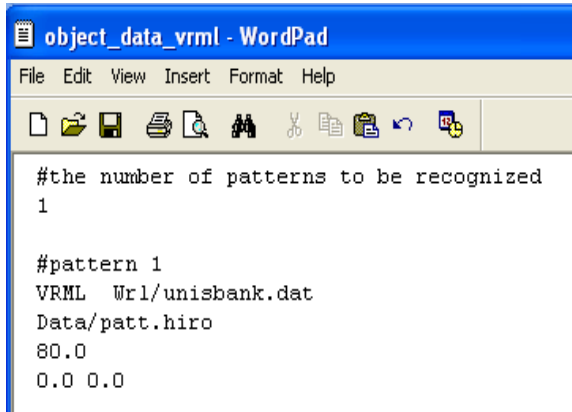 object_data_vrml - WordPad
File Edit View Insert Format Help
#the number of patterns to be recognized
1
#pattern 1
VRML  Wrl/unisbank.dat
Data/patt.hiro
80.0
0.0 0.0